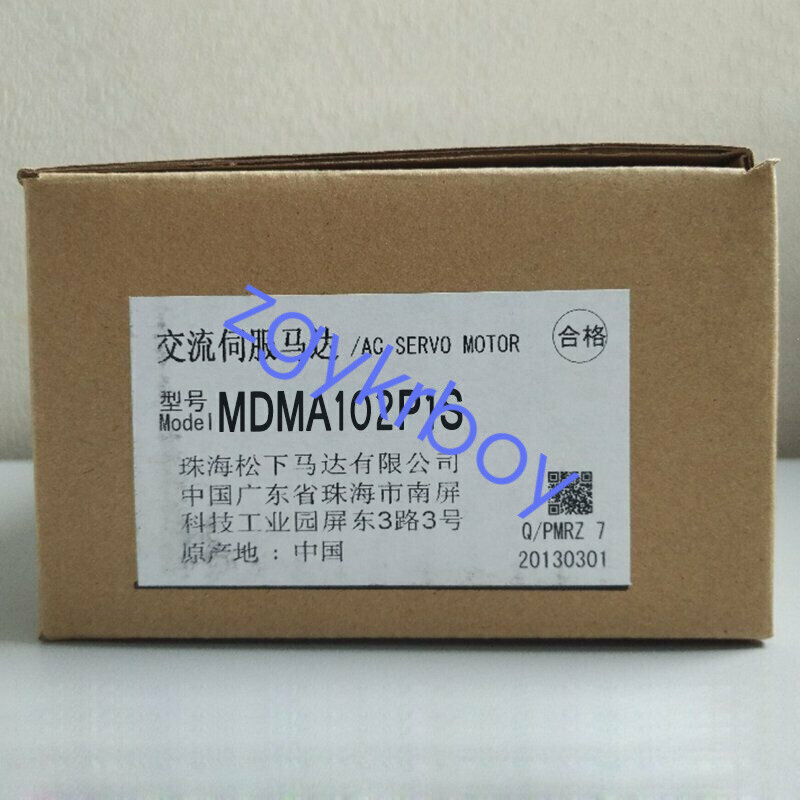 交流伺服马达 /AC SERVO MOTOR
合格
型号
Model MDMA102P1S
珠海松下马达有限公司
中国广东省珠海市南屏
科技工业园屏东3路3号
原产地：中国
Q/PMRZ 7
20130301
zgykrboy